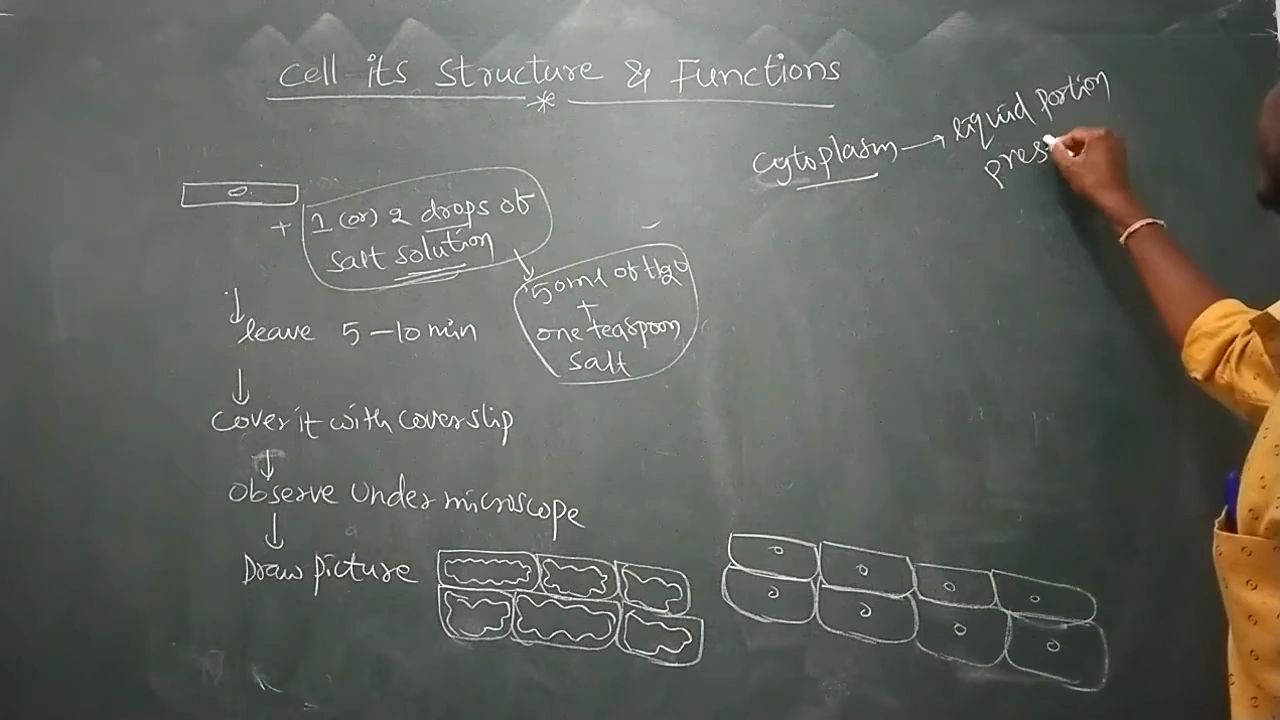 Cell its Structure & Functions
*
Cytoplasm → liquid portion
pres
+ 1 (or) 2 drops of
salt solution
50ml of H2O
+
one teaspoon
salt
↓
leave 5-10 min
↓
Cover it with coverslip
↓
Observe under microscope
↓
Draw picture